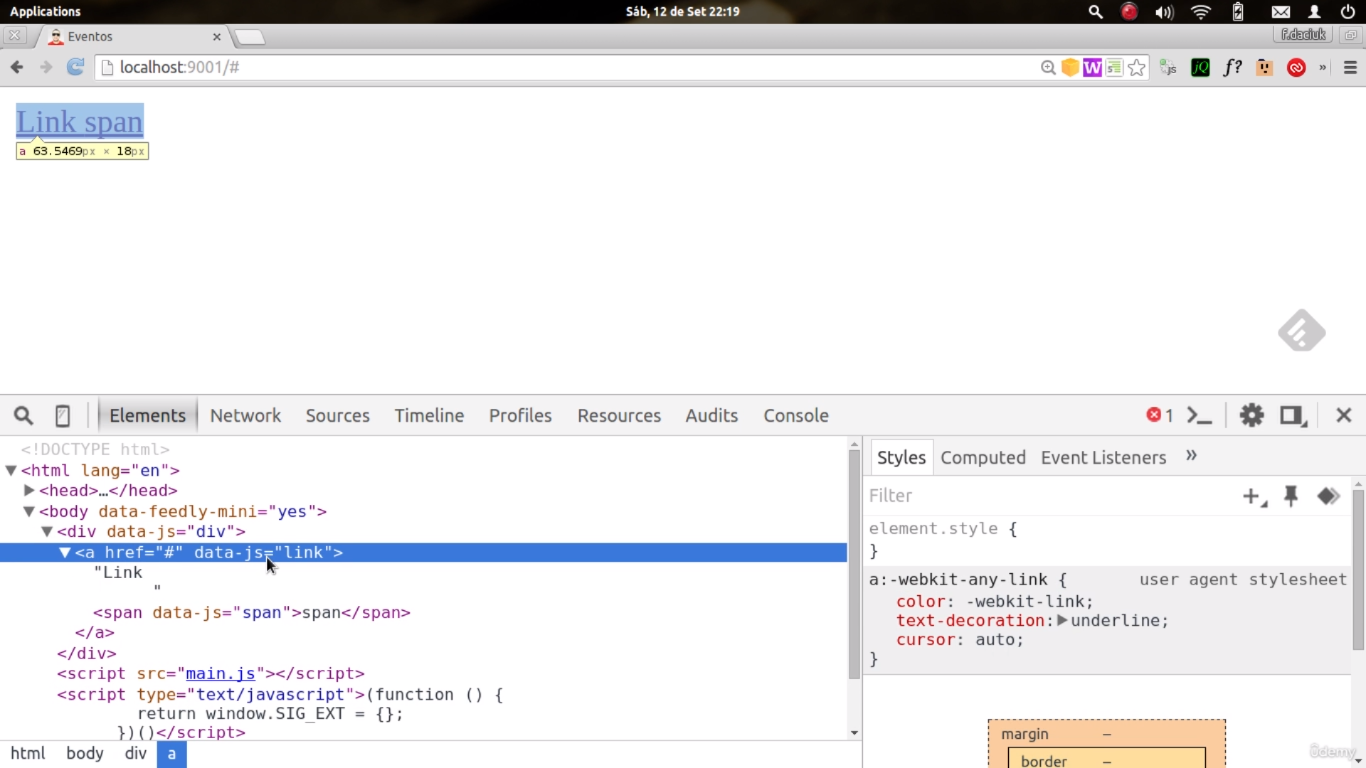 Applications
Sáb, 12 de Set 22:19
Eventos
f.daciuk
localhost:9001/#
js
jQ
f?
»
Link span
a 63.5469px × 18px
Elements Network Sources Timeline Profiles Resources Audits Console
1
<!DOCTYPE html>
<html lang="en">
<head>…</head>
<body data-feedly-mini="yes">
<div data-js="div">
<a href="#" data-js="link">
"Link
"
<span data-js="span">span</span>
</a>
</div>
<script src="main.js"></script>
<script type="text/javascript">(function () {
return window.SIG_EXT = {};
})()</script>
html body div a
Styles Computed Event Listeners »
Filter
element.style {
}
a:-webkit-any-link { user agent stylesheet
color: -webkit-link;
text-decoration: underline;
cursor: auto;
}
margin –
border –
ûdemy